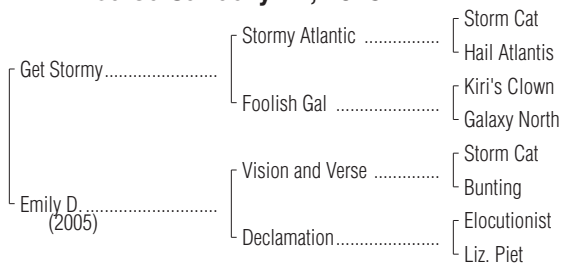 Stormy Atlantic ................
Storm Cat
Hail Atlantis
Get Stormy........................
Foolish Gal ......................
Kiri's Clown
Galaxy North
Vision and Verse ..............
Storm Cat
Bunting
Emily D. ............................
(2005)
Declamation......................
Elocutionist
Liz. Piet